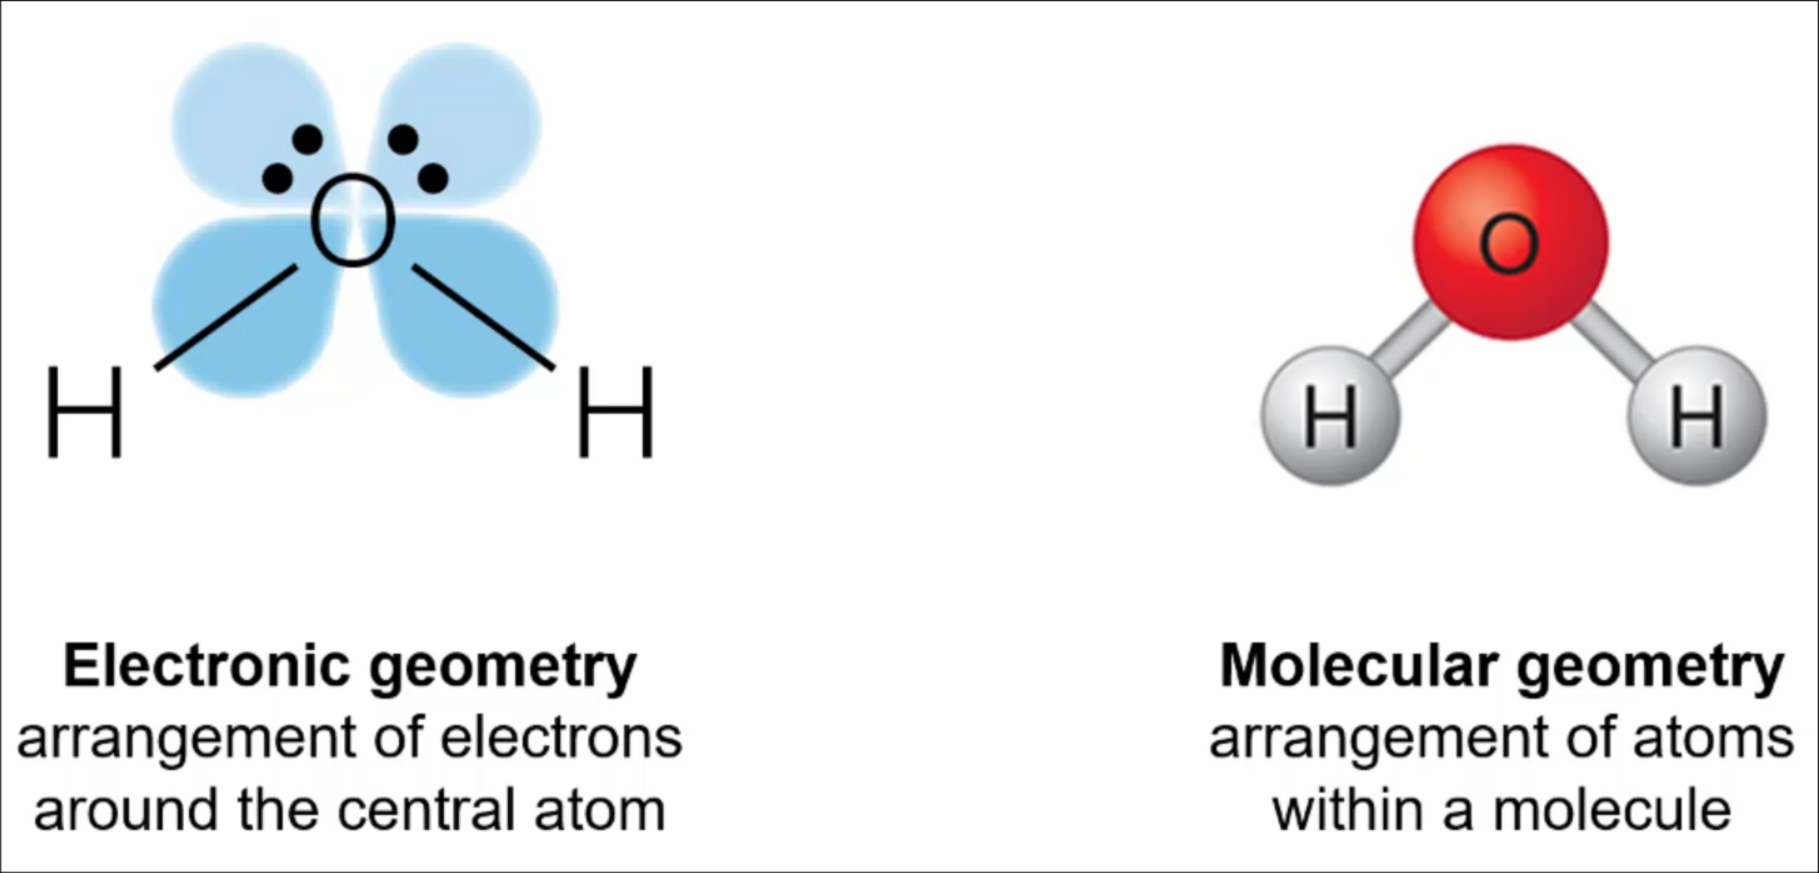 O
H
H
Electronic geometry
arrangement of electrons
around the central atom
O
H
H
Molecular geometry
arrangement of atoms
within a molecule